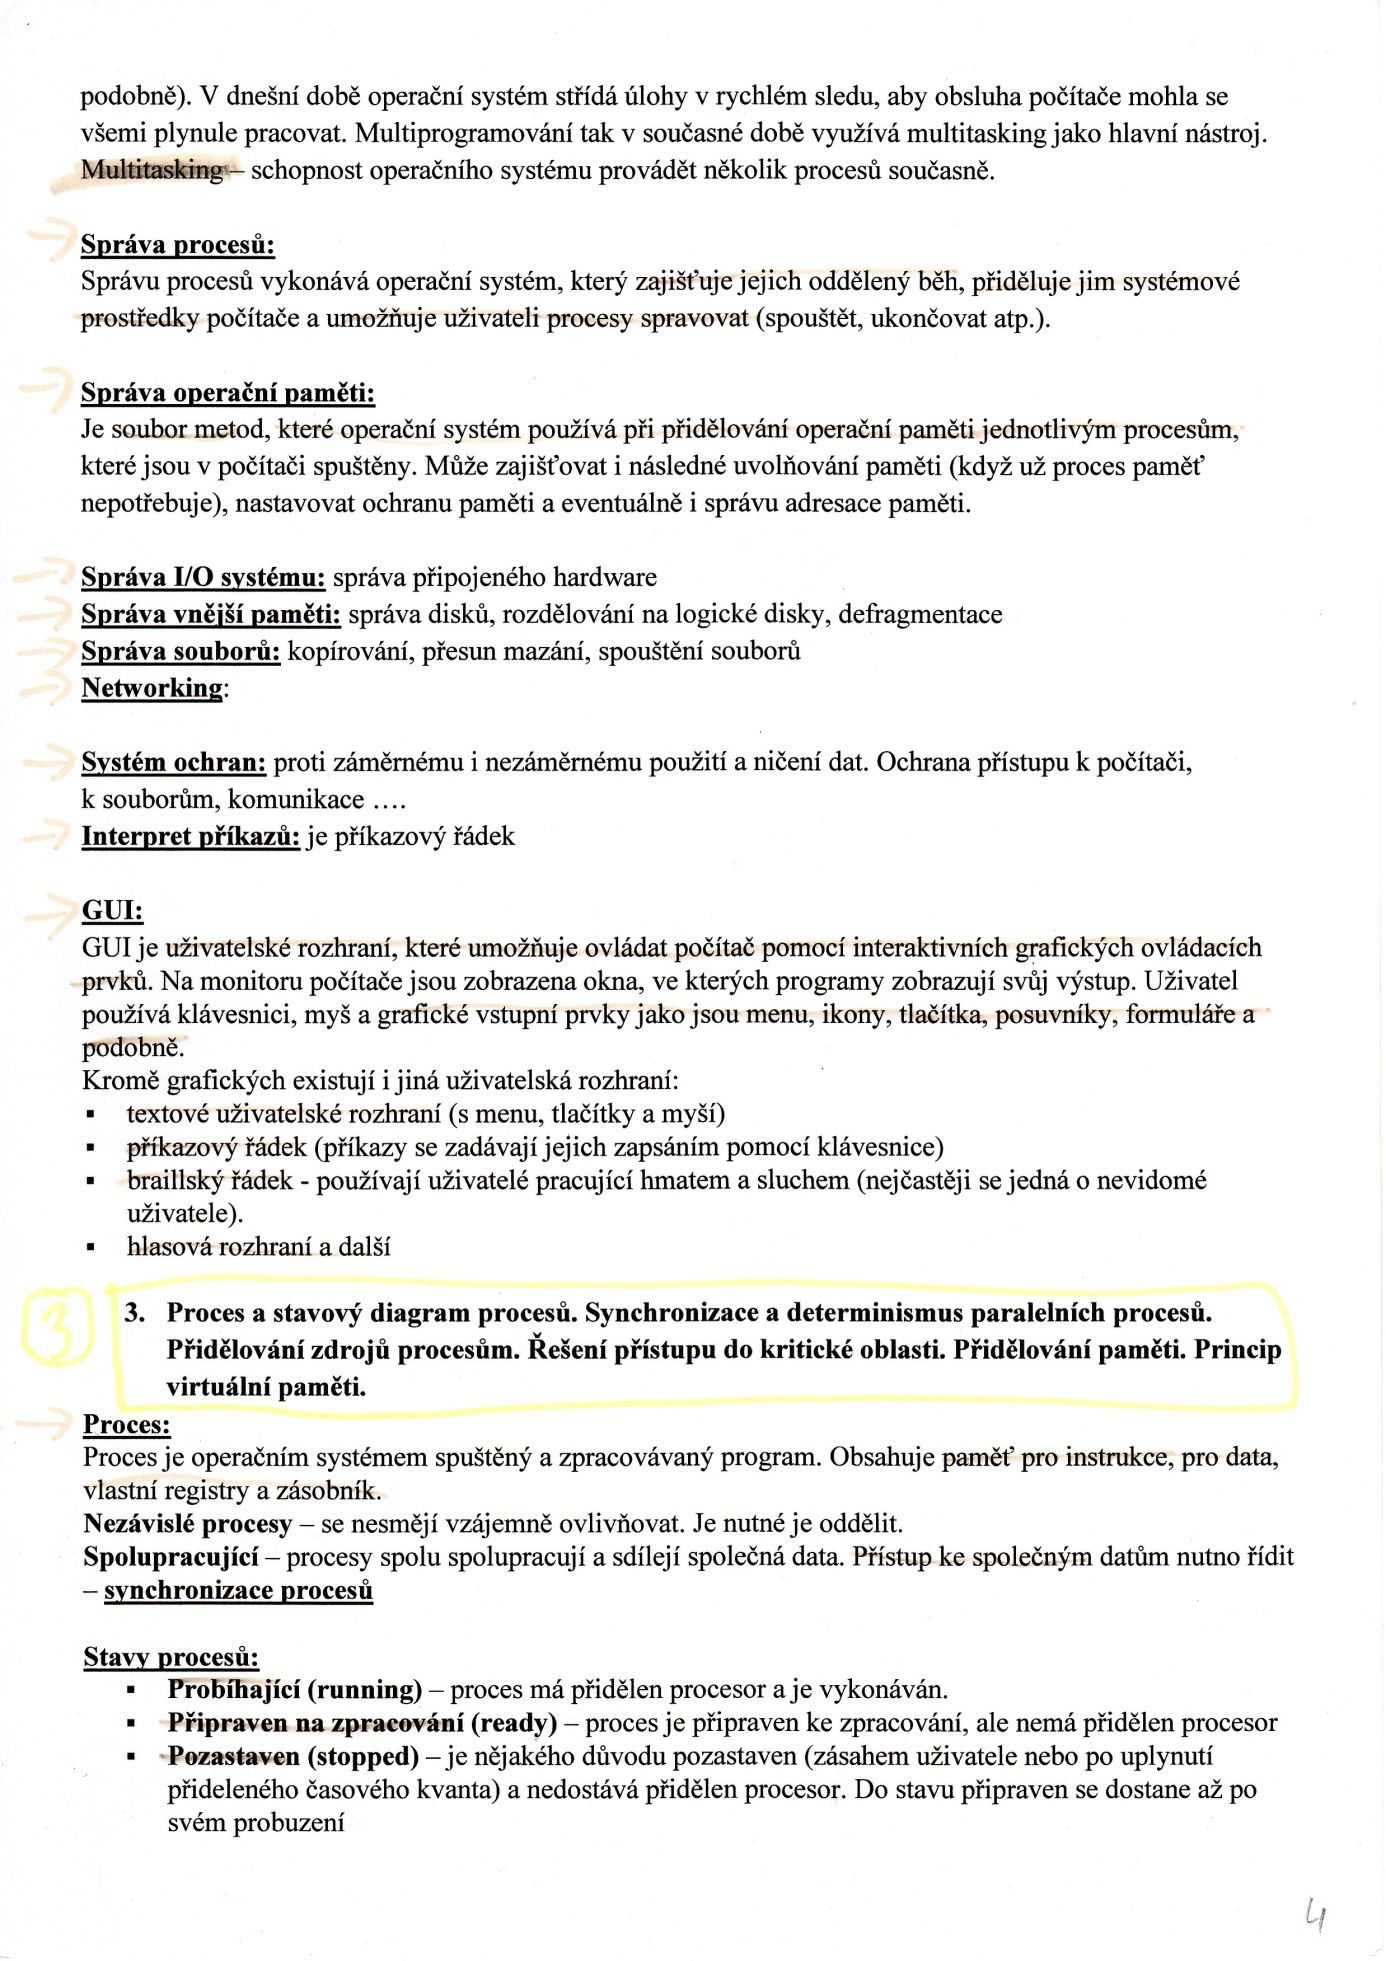 podobně). V dnešní době operační systém střídá úlohy v rychlém sledu, aby obsluha počítače mohla se
všemi plynule pracovat. Multiprogramování tak v současné době využívá multitasking jako hlavní nástroj.
Multitasking – schopnost operačního systému provádět několik procesů současně.
Správa procesů:
Správu procesů vykonává operační systém, který zajišťuje jejich oddělený běh, přiděluje jim systémové
prostředky počítače a umožňuje uživateli procesy spravovat (spouštět, ukončovat atp.).
Správa operační paměti:
Je soubor metod, které operační systém používá při přidělování operační paměti jednotlivým procesům,
které jsou v počítači spuštěny. Může zajišťovat i následné uvolňování paměti (když už proces paměť
nepotřebuje), nastavovat ochranu paměti a eventuálně i správu adresace paměti.
Správa I/O systému: správa připojeného hardware
Správa vnější paměti: správa disků, rozdělování na logické disky, defragmentace
Správa souborů: kopírování, přesun mazání, spouštění souborů
Networking:
Systém ochran: proti záměrnému i nezáměrnému použití a ničení dat. Ochrana přístupu k počítači,
k souborům, komunikace ….
Interpret příkazů: je příkazový řádek
GUI:
GUI je uživatelské rozhraní, které umožňuje ovládat počítač pomocí interaktivních grafických ovládacích
prvků. Na monitoru počítače jsou zobrazena okna, ve kterých programy zobrazují svůj výstup. Uživatel
používá klávesnici, myš a grafické vstupní prvky jako jsou menu, ikony, tlačítka, posuvníky, formuláře a
podobně.
Kromě grafických existují i jiná uživatelská rozhraní:
▪ textové uživatelské rozhraní (s menu, tlačítky a myší)
▪ příkazový řádek (příkazy se zadávají jejich zapsáním pomocí klávesnice)
▪ braillský řádek - používají uživatelé pracující hmatem a sluchem (nejčastěji se jedná o nevidomé
uživatele).
▪ hlasová rozhraní a další
3
3. Proces a stavový diagram procesů. Synchronizace a determinismus paralelních procesů.
Přidělování zdrojů procesům. Řešení přístupu do kritické oblasti. Přidělování paměti. Princip
virtuální paměti.
Proces:
Proces je operačním systémem spuštěný a zpracovávaný program. Obsahuje paměť pro instrukce, pro data,
vlastní registry a zásobník.
Nezávislé procesy – se nesmějí vzájemně ovlivňovat. Je nutné je oddělit.
Spolupracující – procesy spolu spolupracují a sdílejí společná data. Přístup ke společným datům nutno řídit
– synchronizace procesů
Stavy procesů:
▪ Probíhající (running) – proces má přidělen procesor a je vykonáván.
▪ Připraven na zpracování (ready) – proces je připraven ke zpracování, ale nemá přidělen procesor
▪ Pozastaven (stopped) – je nějakého důvodu pozastaven (zásahem uživatele nebo po uplynutí
přideleného časového kvanta) a nedostává přidělen procesor. Do stavu připraven se dostane až po
svém probuzení
4